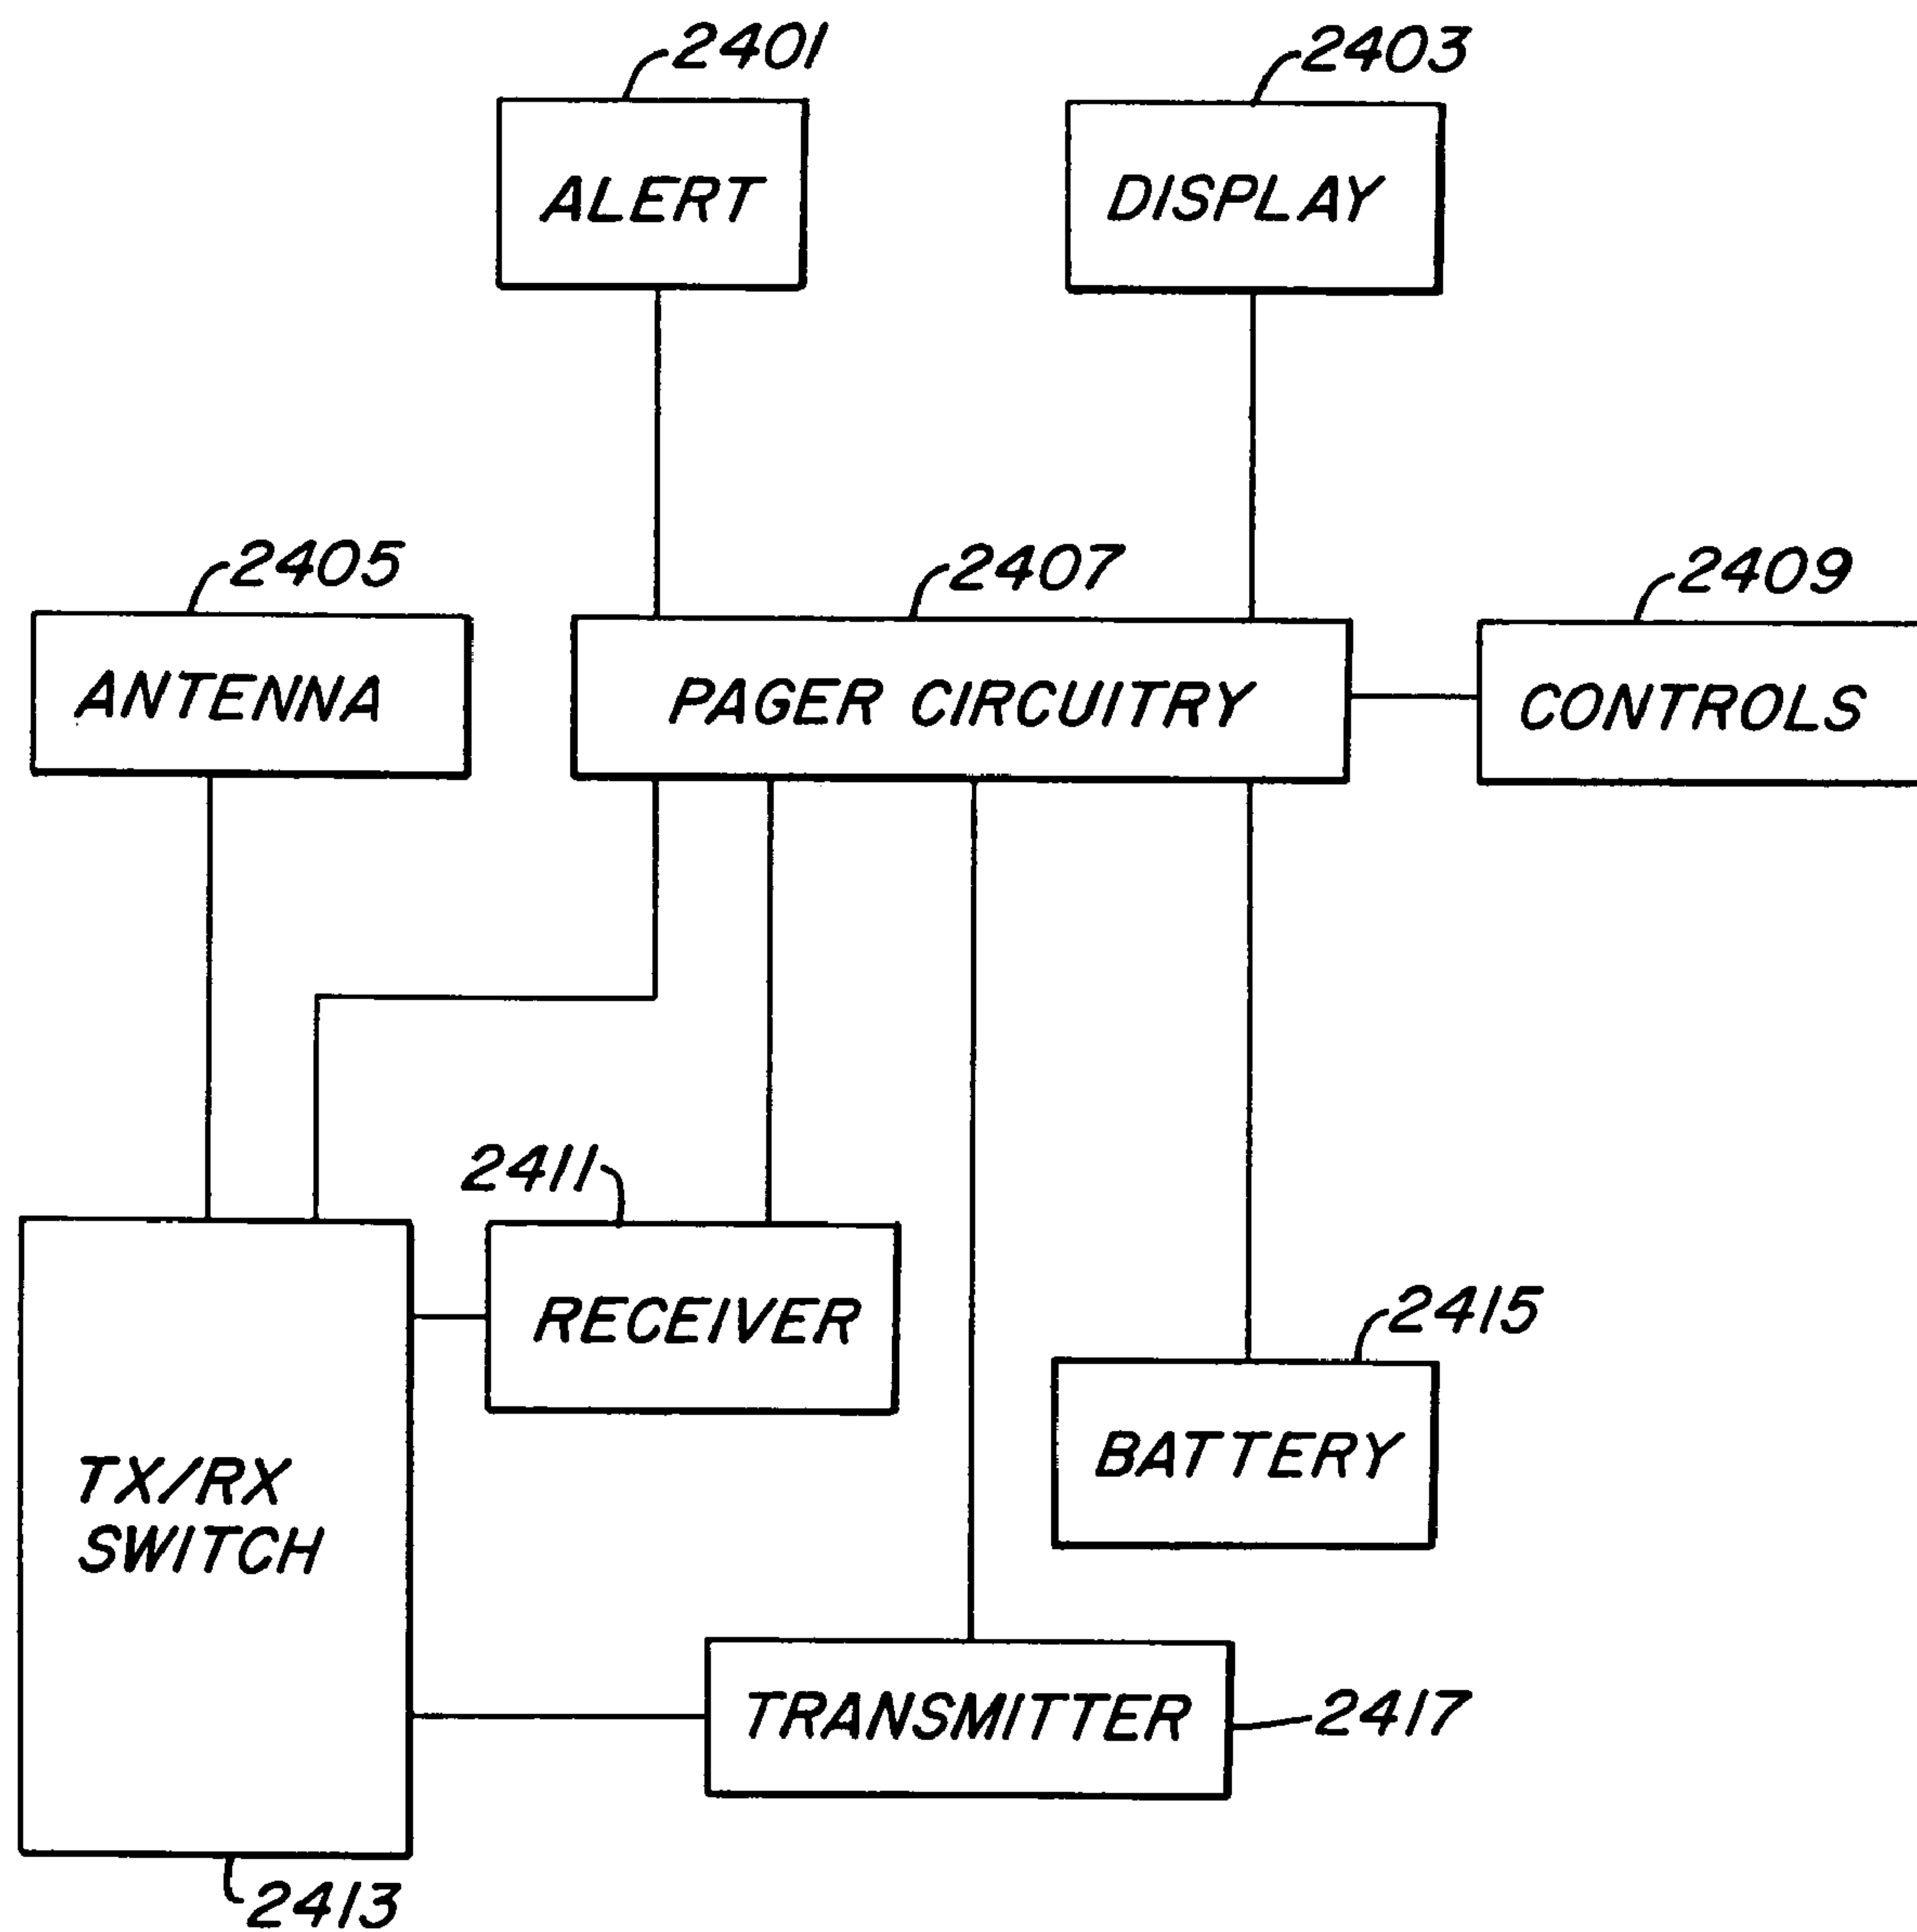 2401
2403
ALERT
DISPLAY
2405
2407
2409
ANTENNA
PAGER CIRCUITRY
CONTROLS
2411
RECEIVER
2415
BATTERY
TX/RX
SWITCH
TRANSMITTER
2417
2413